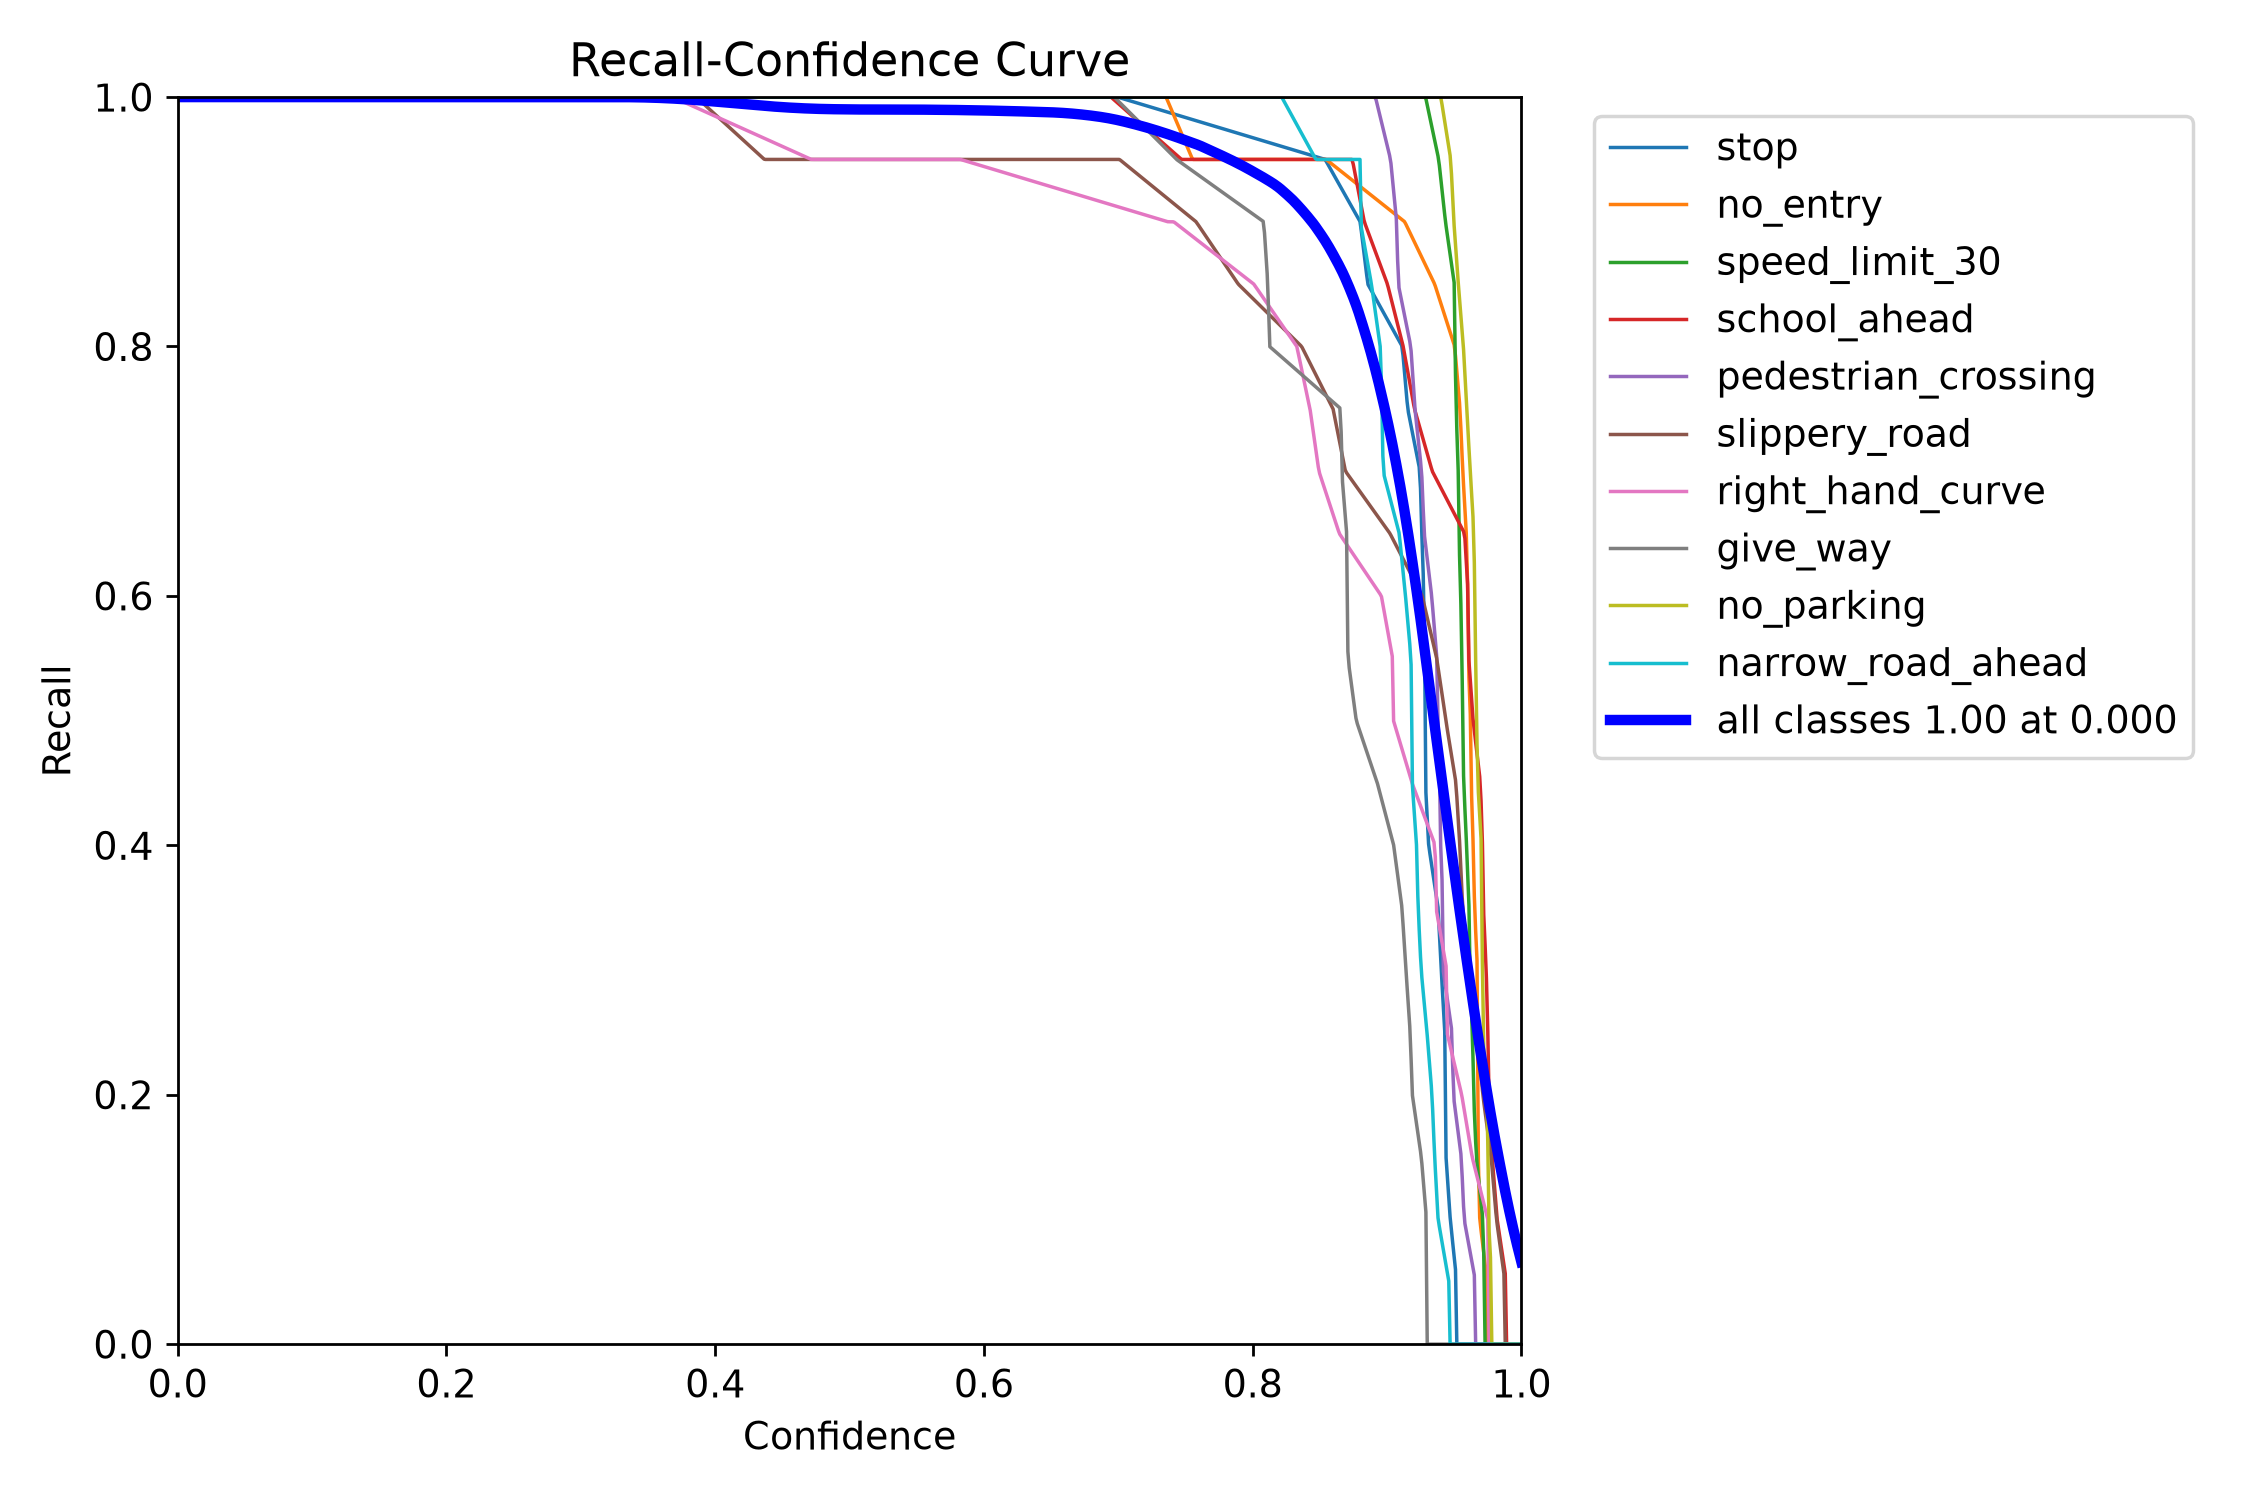 Recall-Confidence Curve
1.0
0.8
0.6
0.4
0.2
0.0
Recall
0.0 0.2 0.4 0.6 0.8 1.0
Confidence
stop
no_entry
speed_limit_30
school_ahead
pedestrian_crossing
slippery_road
right_hand_curve
give_way
no_parking
narrow_road_ahead
all classes 1.00 at 0.000